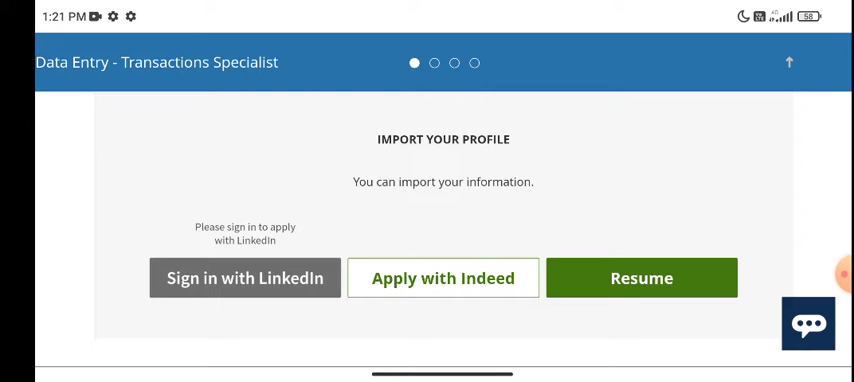 1:21 PM
58
Data Entry - Transactions Specialist
IMPORT YOUR PROFILE
You can import your information.
Please sign in to apply
with LinkedIn
Sign in with LinkedIn
Apply with Indeed
Resume